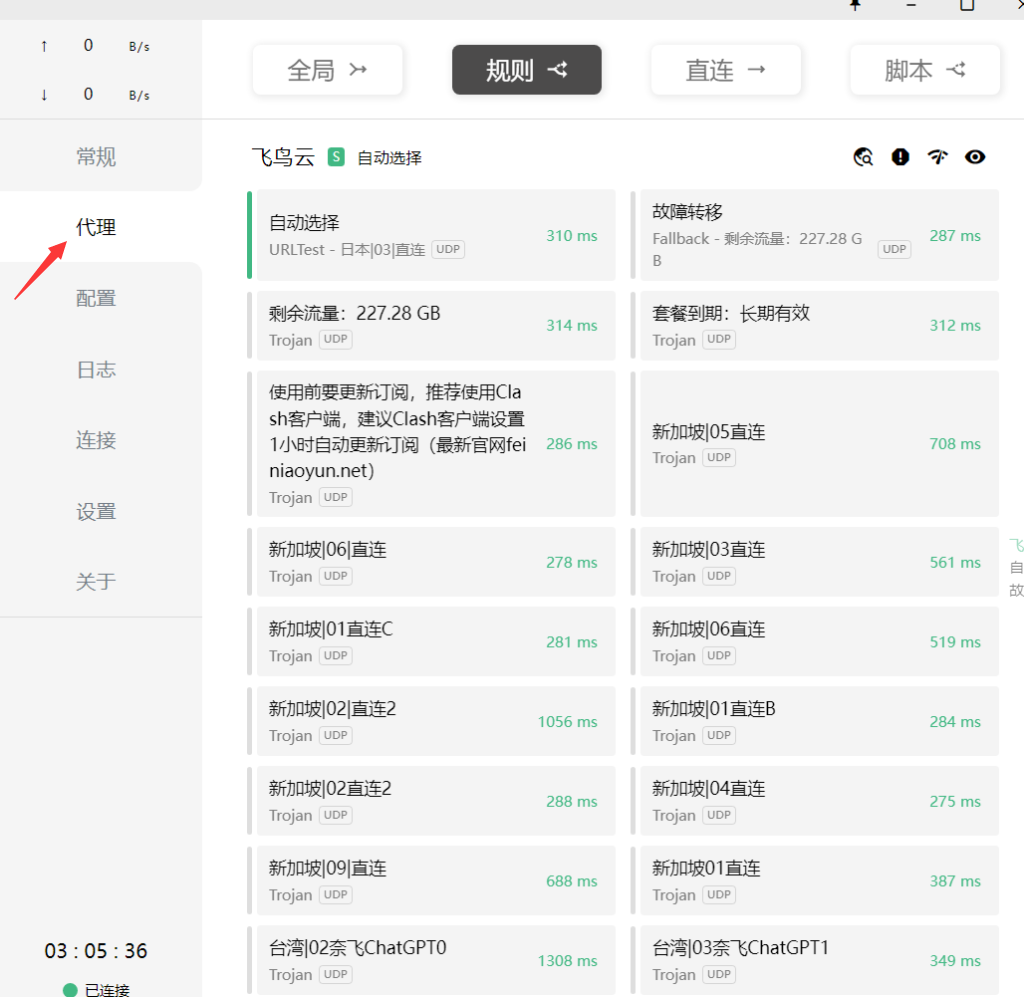 ↑ 0 B/s
↓ 0 B/s
全局
规则
直连
脚本
常规
代理
配置
日志
连接
设置
关于
03 : 05 : 36
已连接
飞鸟云 S 自动选择
自动选择
URLTest - 日本|03|直连 UDP
310 ms
故障转移
Fallback - 剩余流量：227.28 G
B
UDP
287 ms
剩余流量：227.28 GB
Trojan UDP
314 ms
套餐到期：长期有效
Trojan UDP
312 ms
使用前要更新订阅，推荐使用Cla
sh客户端，建议Clash客户端设置
1小时自动更新订阅（最新官网fei
niaoyun.net）
Trojan UDP
286 ms
新加坡|05直连
Trojan UDP
708 ms
新加坡|06|直连
Trojan UDP
278 ms
新加坡|03直连
Trojan UDP
561 ms
新加坡|01直连C
Trojan UDP
281 ms
新加坡|06直连
Trojan UDP
519 ms
新加坡|02|直连2
Trojan UDP
1056 ms
新加坡|01直连B
Trojan UDP
284 ms
新加坡|02直连2
Trojan UDP
288 ms
新加坡|04直连
Trojan UDP
275 ms
新加坡|09|直连
Trojan UDP
688 ms
新加坡01直连
Trojan UDP
387 ms
台湾|02奈飞ChatGPT0
Trojan UDP
1308 ms
台湾|03奈飞ChatGPT1
Trojan UDP
349 ms
飞
自
故